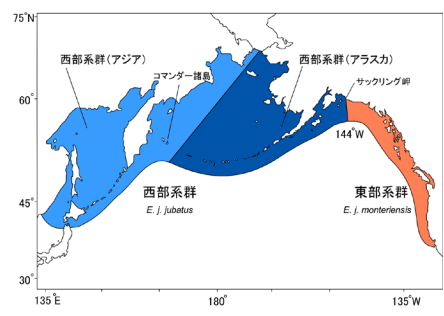 75°N
西部系群(アジア)
西部系群(アラスカ)
コマンダー諸島
サックリング岬
60°
144°W
西部系群
E. j. jubatus
東部系群
E. j. monteriensis
45°
30°
135°E
180°
135°W